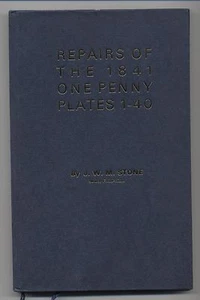 REPAIRS OF
THE 1841
ONE PENNY
PLATES 1-40
By J. W. M. STONE